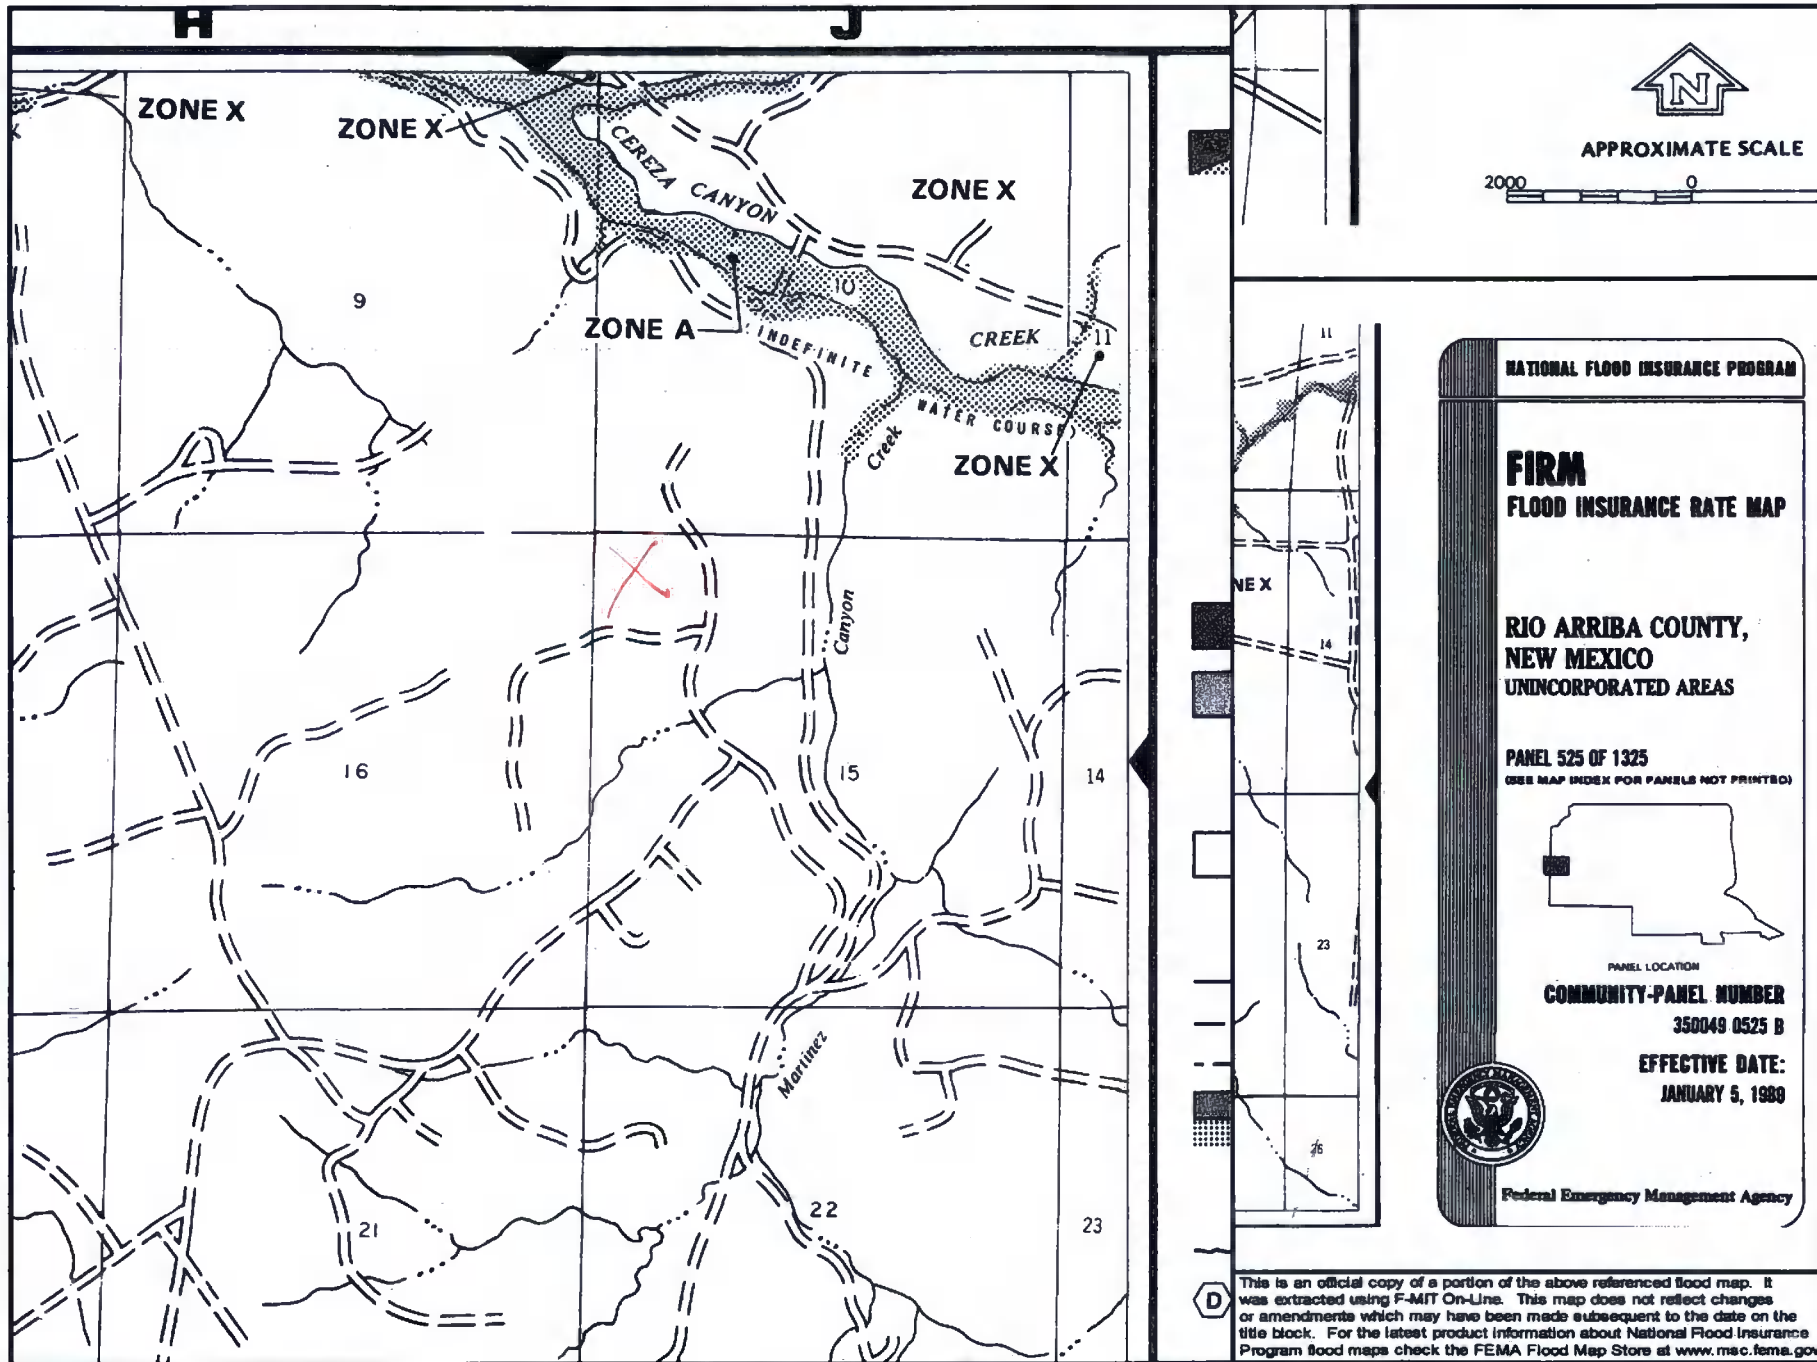 H
J
ZONE X
ZONE X
CEREZA CANYON
ZONE X
9
10
ZONE A
(INDEFINITE
WATER COURSE)
CREEK
11
Creek
ZONE X
Canyon
16
15
14
Martinez
21
22
23
N
APPROXIMATE SCALE
2000
0
11
NE X
14
23
26
NATIONAL FLOOD INSURANCE PROGRAM
FIRM
FLOOD INSURANCE RATE MAP
RIO ARRIBA COUNTY,
NEW MEXICO
UNINCORPORATED AREAS
PANEL 525 OF 1325
(SEE MAP INDEX FOR PANELS NOT PRINTED)
PANEL LOCATION
COMMUNITY-PANEL NUMBER
350049 0525 B
EFFECTIVE DATE:
JANUARY 5, 1989
Federal Emergency Management Agency
D
This is an official copy of a portion of the above referenced flood map. It
was extracted using F-MIT On-Line. This map does not reflect changes
or amendments which may have been made subsequent to the date on the
title block. For the latest product information about National Flood Insurance
Program flood maps check the FEMA Flood Map Store at www.msc.fema.gov